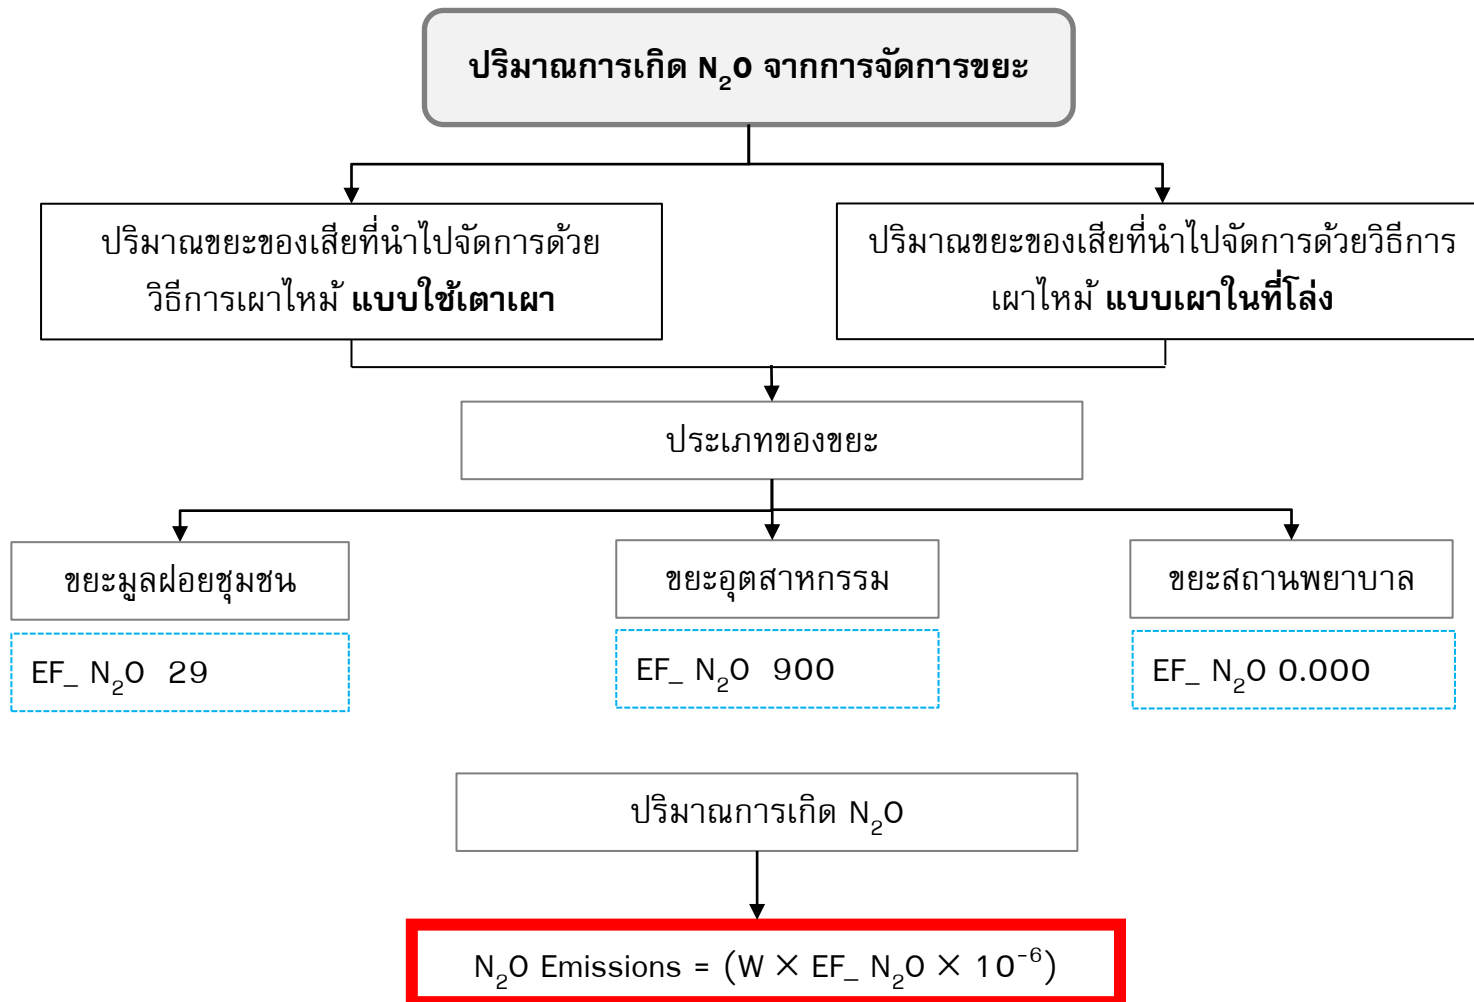 ปริมาณการเกิด N₂O จากการจัดการขยะ
ปริมาณขยะของเสียที่นำไปจัดการด้วย
วิธีการเผาไหม้ แบบใช้เตาเผา
ปริมาณขยะของเสียที่นำไปจัดการด้วยวิธีการ
เผาไหม้ แบบเผาในที่โล่ง
ประเภทของขยะ
ขยะมูลฝอยชุมชน
ขยะอุตสาหกรรม
ขยะสถานพยาบาล
EF_ N₂O 29
EF_ N₂O 900
EF_ N₂O 0.000
ปริมาณการเกิด N₂O
N₂O Emissions = (W × EF_ N₂O × 10⁻⁶)